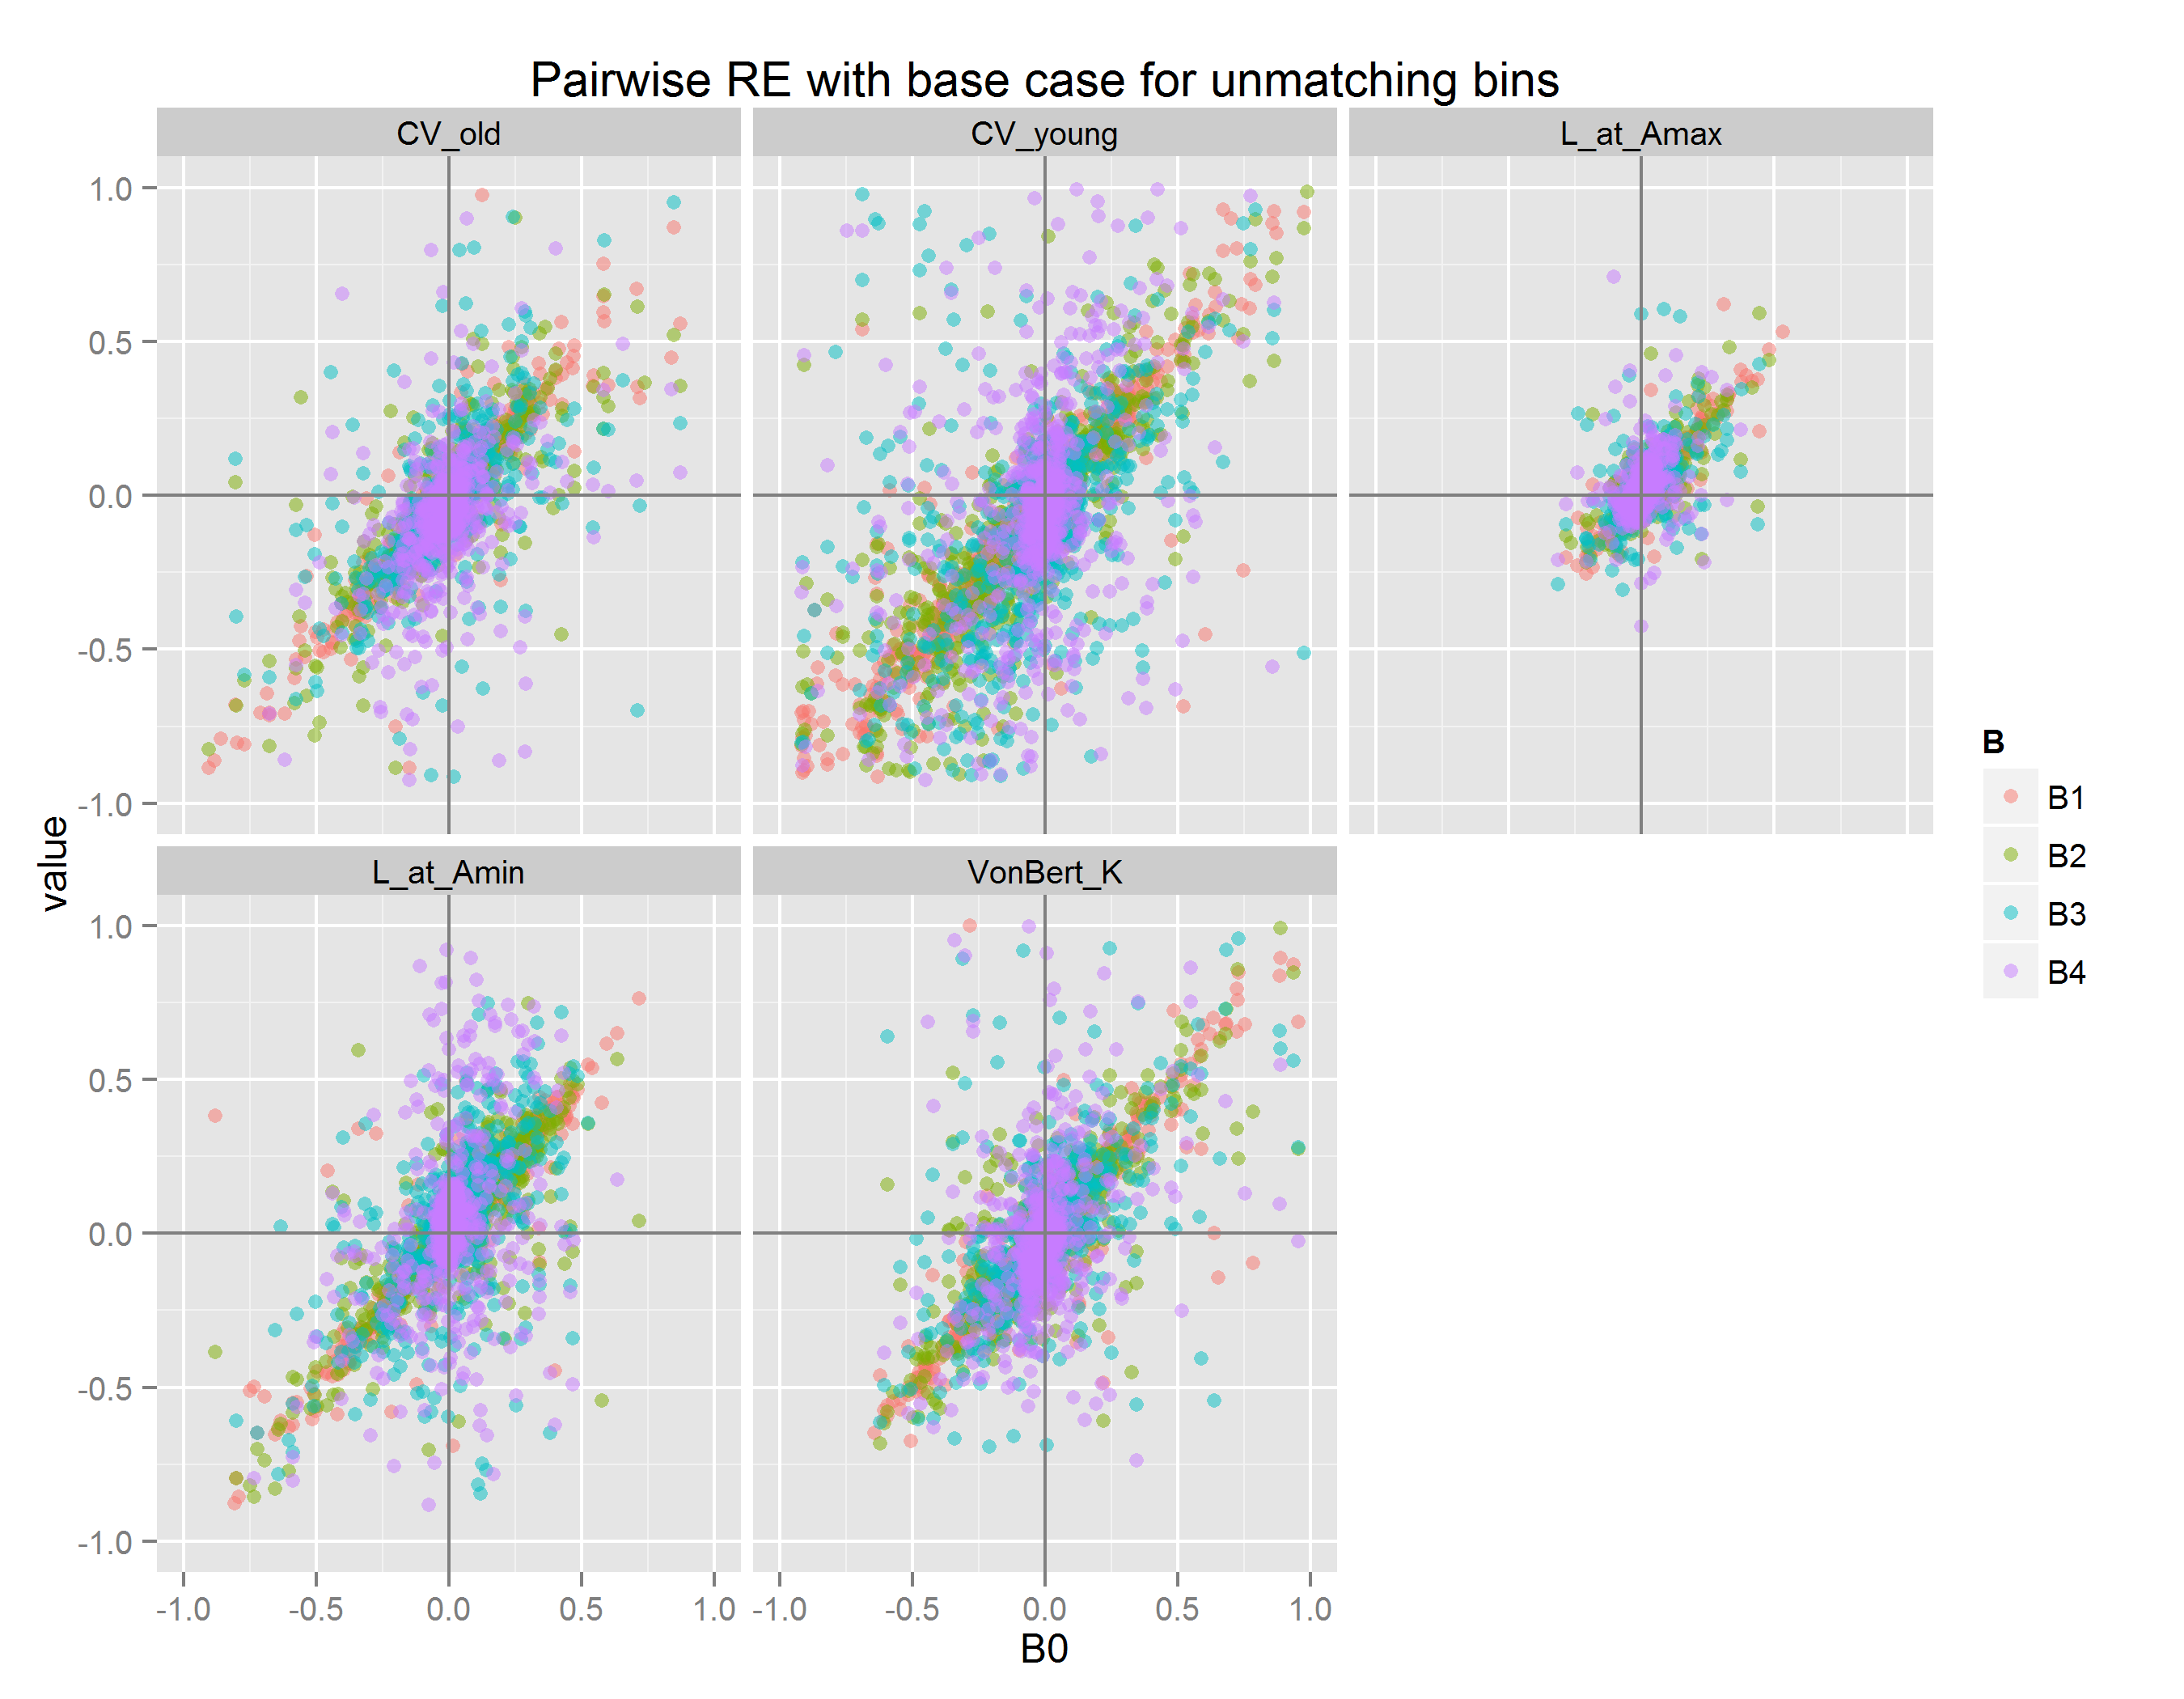 Pairwise RE with base case for unmatching bins
CV_old CV_young L_at_Amax
1.0
0.5
0.0
-0.5
-1.0
value
L_at_Amin VonBert_K
1.0
0.5
0.0
-0.5
-1.0
-1.0 -0.5 0.0 0.5 1.0 -1.0 -0.5 0.0 0.5 1.0
B0
B
B1
B2
B3
B4